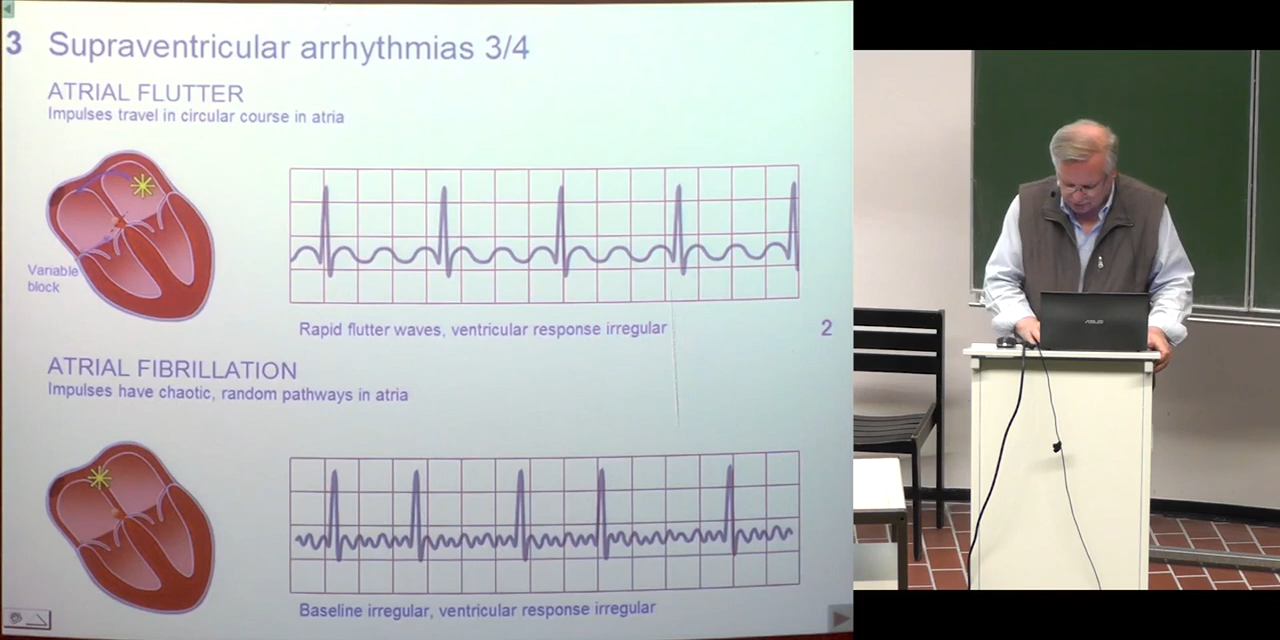 3 Supraventricular arrhythmias 3/4
ATRIAL FLUTTER
Impulses travel in circular course in atria
Variable
block
Rapid flutter waves, ventricular response irregular
2
ATRIAL FIBRILLATION
Impulses have chaotic, random pathways in atria
Baseline irregular, ventricular response irregular
ASUS